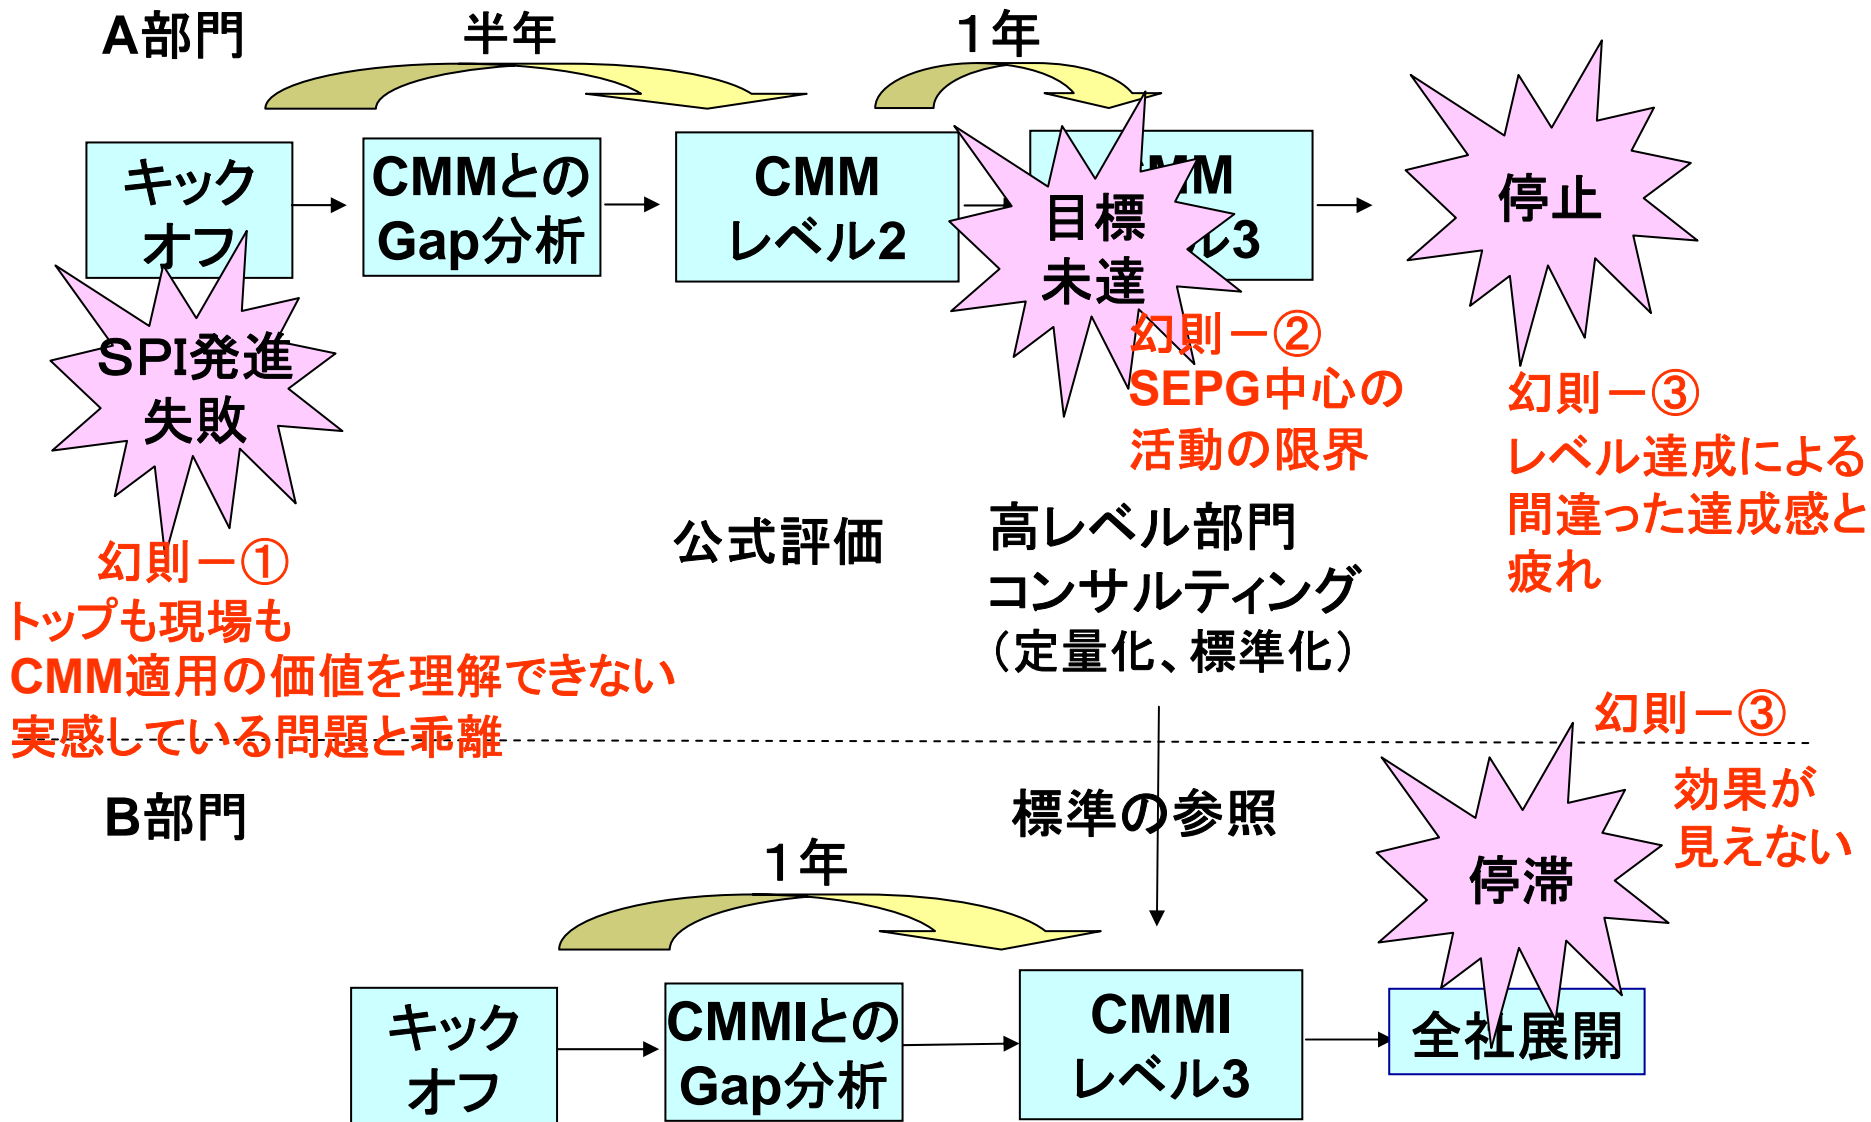 A部門
半年
１年
キック
オフ
CMMとの
Gap分析
CMM
レベル2
MM
ル3
目標
未達
停止
SPI発進
失敗
幻則－①
トップも現場も
CMM適用の価値を理解できない
実感している問題と乖離
幻則－②
SEPG中心の
活動の限界
幻則－③
レベル達成による
間違った達成感と
疲れ
公式評価
高レベル部門
コンサルティング
（定量化、標準化）
B部門
標準の参照
１年
幻則－③
効果が
見えない
停滞
キック
オフ
CMMIとの
Gap分析
CMMI
レベル3
全社展開